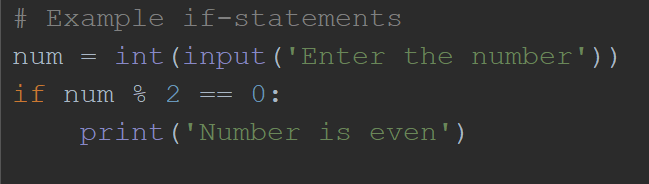 # Example if-statements
num = int(input('Enter the number'))
if num % 2 == 0:
    print('Number is even')